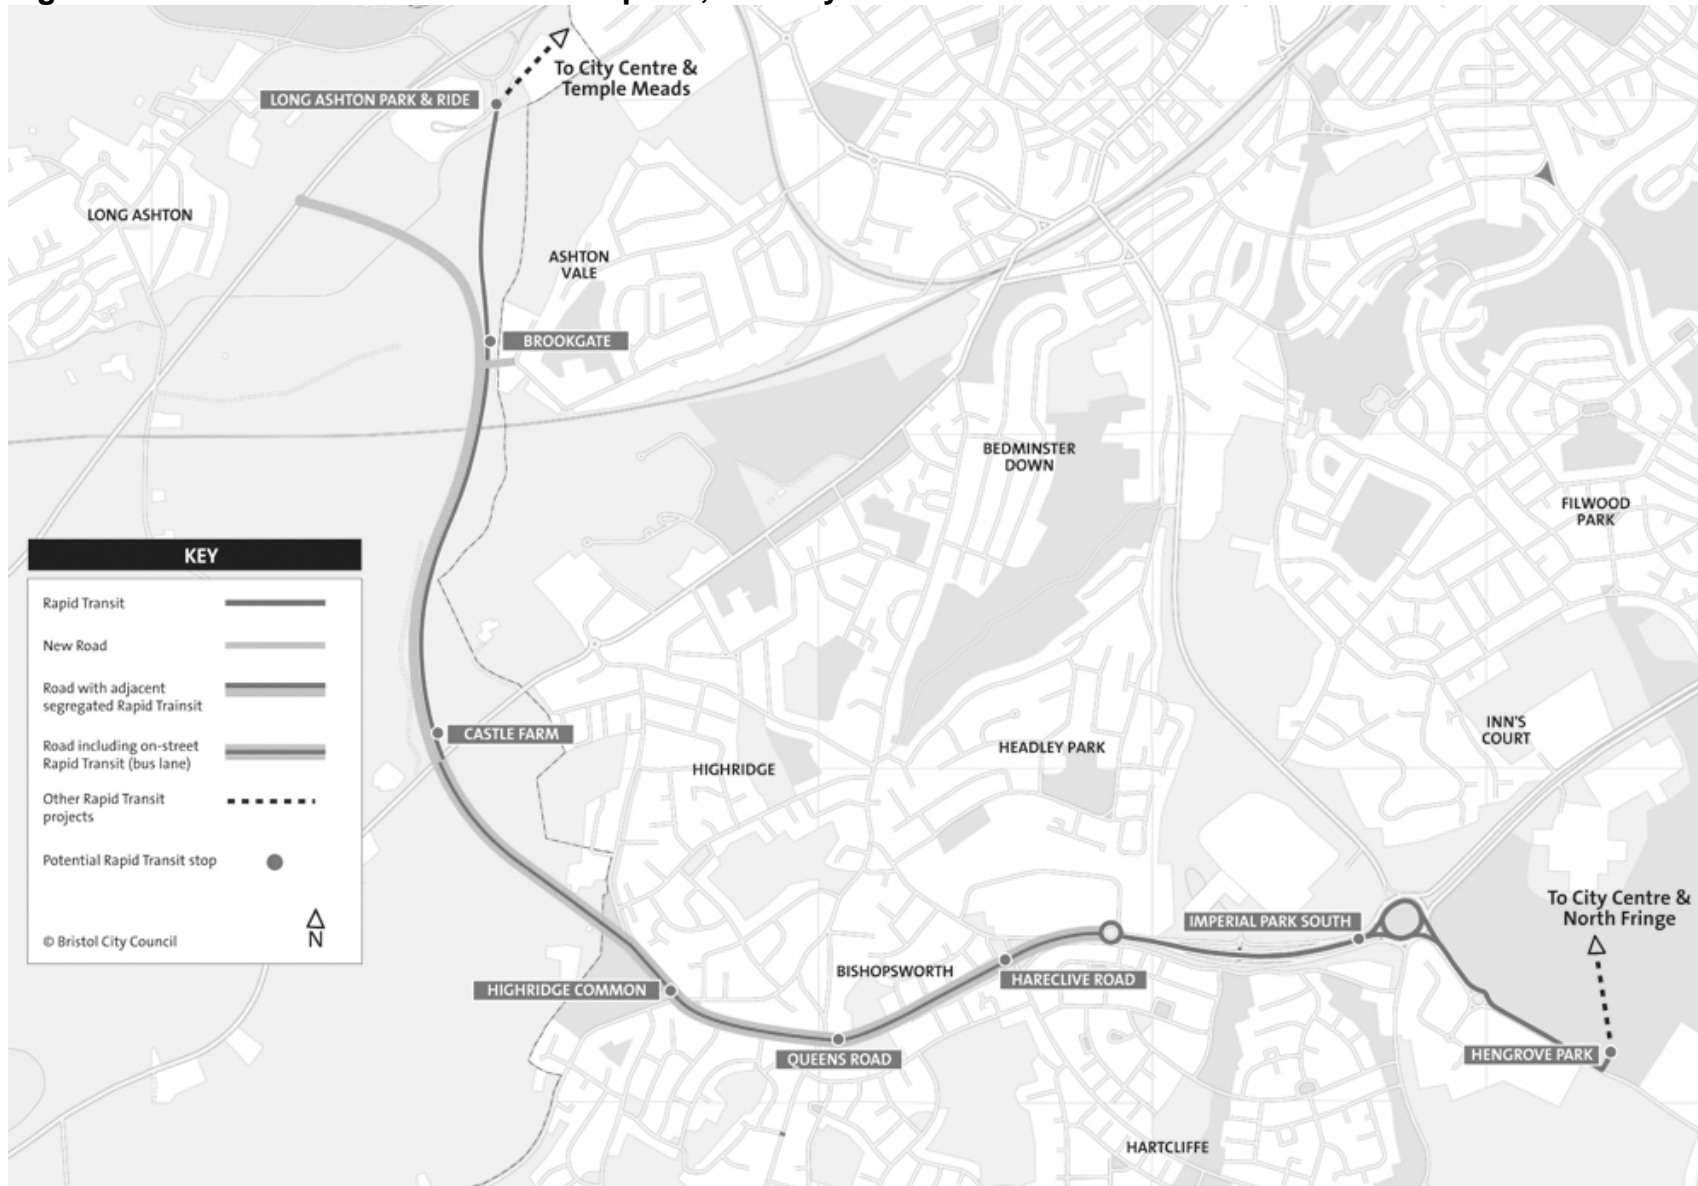 To City Centre &
Temple Meads
LONG ASHTON PARK & RIDE
LONG ASHTON
ASHTON
VALE
BROOKGATE
BEDMINSTER
DOWN
FILWOOD
PARK
KEY
Rapid Transit
New Road
Road with adjacent
segregated Rapid Trainsit
Road including on-street
Rapid Transit (bus lane)
Other Rapid Transit
projects
Potential Rapid Transit stop
N
© Bristol City Council
CASTLE FARM
HIGHRIDGE
HEADLEY PARK
INN'S
COURT
To City Centre &
North Fringe
IMPERIAL PARK SOUTH
BISHOPSWORTH
HARECLIVE ROAD
HIGHRIDGE COMMON
QUEENS ROAD
HENGROVE PARK
HARTCLIFFE